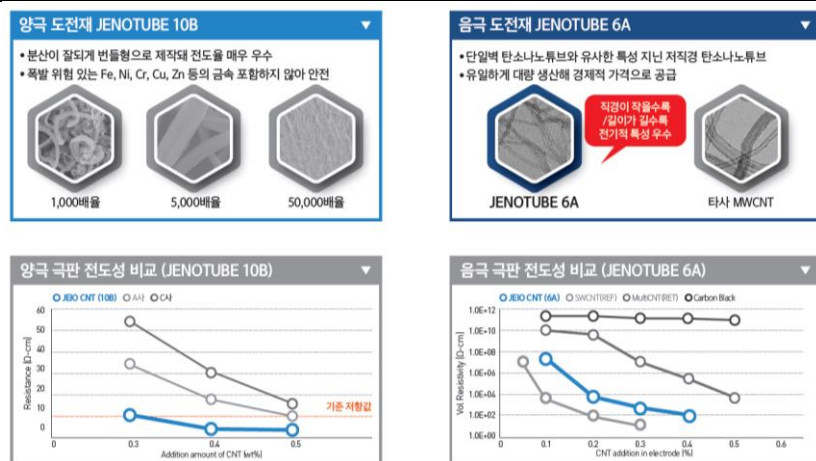 양극 도전재 JENOTUBE 10B
• 분산이 잘되게 번들형으로 제작돼 전도율 매우 우수
• 폭발 위험 있는 Fe, Ni, Cr, Cu, Zn 등의 금속 포함하지 않아 안전
1,000배율
5,000배율
50,000배율
음극 도전재 JENOTUBE 6A
• 단일벽 탄소나노튜브와 유사한 특성 지닌 저직경 탄소나노튜브
• 유일하게 대량 생산해 경제적 가격으로 공급
직경이 작을수록
/길이가 길수록
전기적 특성 우수
JENOTUBE 6A
타사 MWCNT
양극 극판 전도성 비교 (JENOTUBE 10B)
JEIO CNT (10B) A사 C사
Resistance [Ω-cm]
60
50
40
30
20
10
0
기준 저항값
0 0.3 0.4 0.5
Addition amount of CNT [wt%]
음극 극판 전도성 비교 (JENOTUBE 6A)
JEIO CNT (6A) SWCNT(REF) MultiCNT(RET) Carbon Black
Vol Resistivity [Ω-cm]
1.0E+12
1.0E+10
1.0E+08
1.0E+06
1.0E+04
1.0E+02
1.0E+00
0 0.1 0.2 0.3 0.4 0.5 0.6
CNT addition in electrode [%]